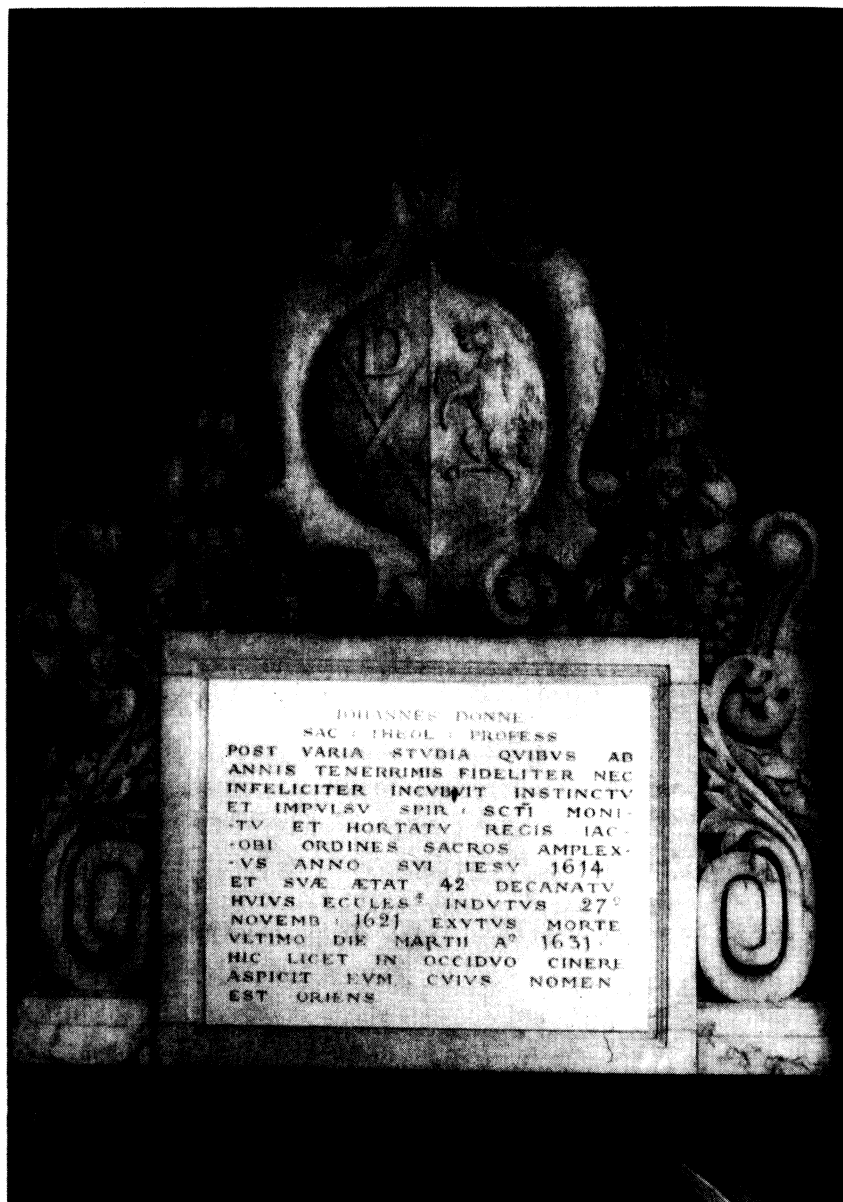 D
JOHANNES DONNE
SAC : THEOL : PROFESS
POST VARIA STVDIA QVIBVS AB
ANNIS TENERRIMIS FIDELITER NEC
INFELICITER INCVBVIT INSTINCTV
ET IMPVLSV SPIR : SCTI MONI-
-TV ET HORTATV REGIS IAC-
-OBI ORDINES SACROS AMPLEX-
-VS ANNO SVI IESV 1614
ET SVÆ ÆTAT 42 DECANATV
HVIVS ECCLESÆ INDVTVS 27°
NOVEMB : 1621 EXVTVS MORTE
VLTIMO DIE MARTII A° 1631 ·
HIC LICET IN OCCIDVO CINERE
ASPICIT EVM CVIVS NOMEN
EST ORIENS